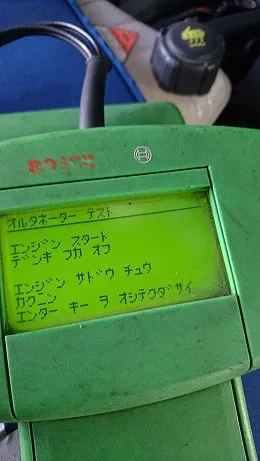 BOSCH
オルタネーター テスト
エンジン スタート
デンキ フカ オフ
エンジン サドウ チュウ
カクニン
エンター キー ヲ オシテクダサイ